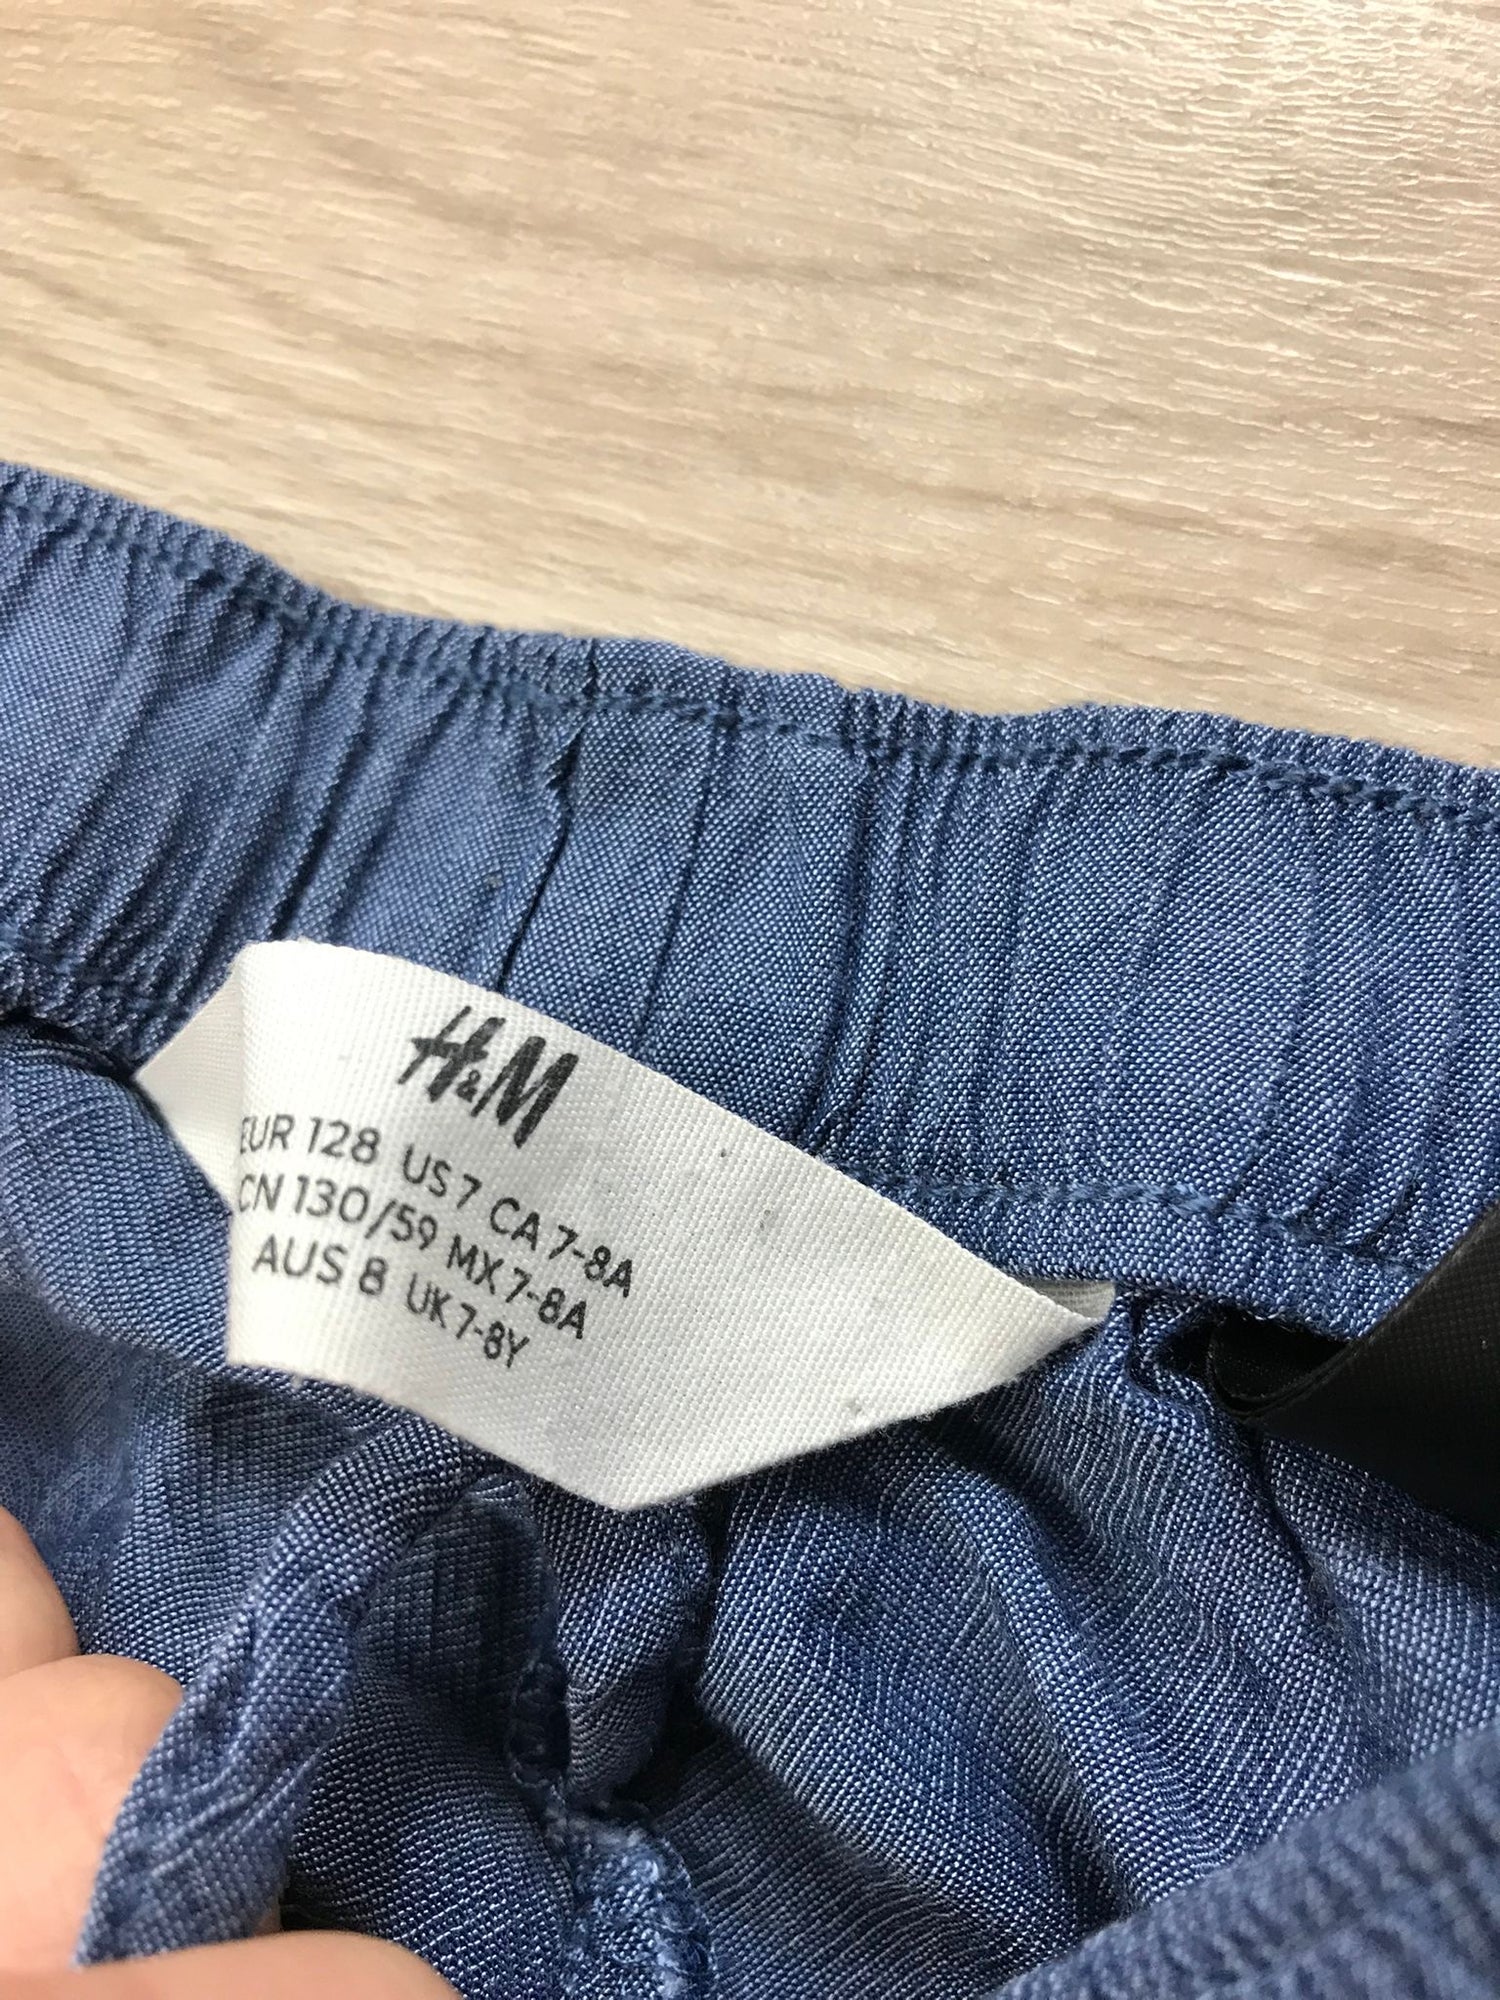 H&M
EUR 128 US 7 CA 7-8A
CN 130/59 MX 7-8A
AUS 8 UK 7-8Y